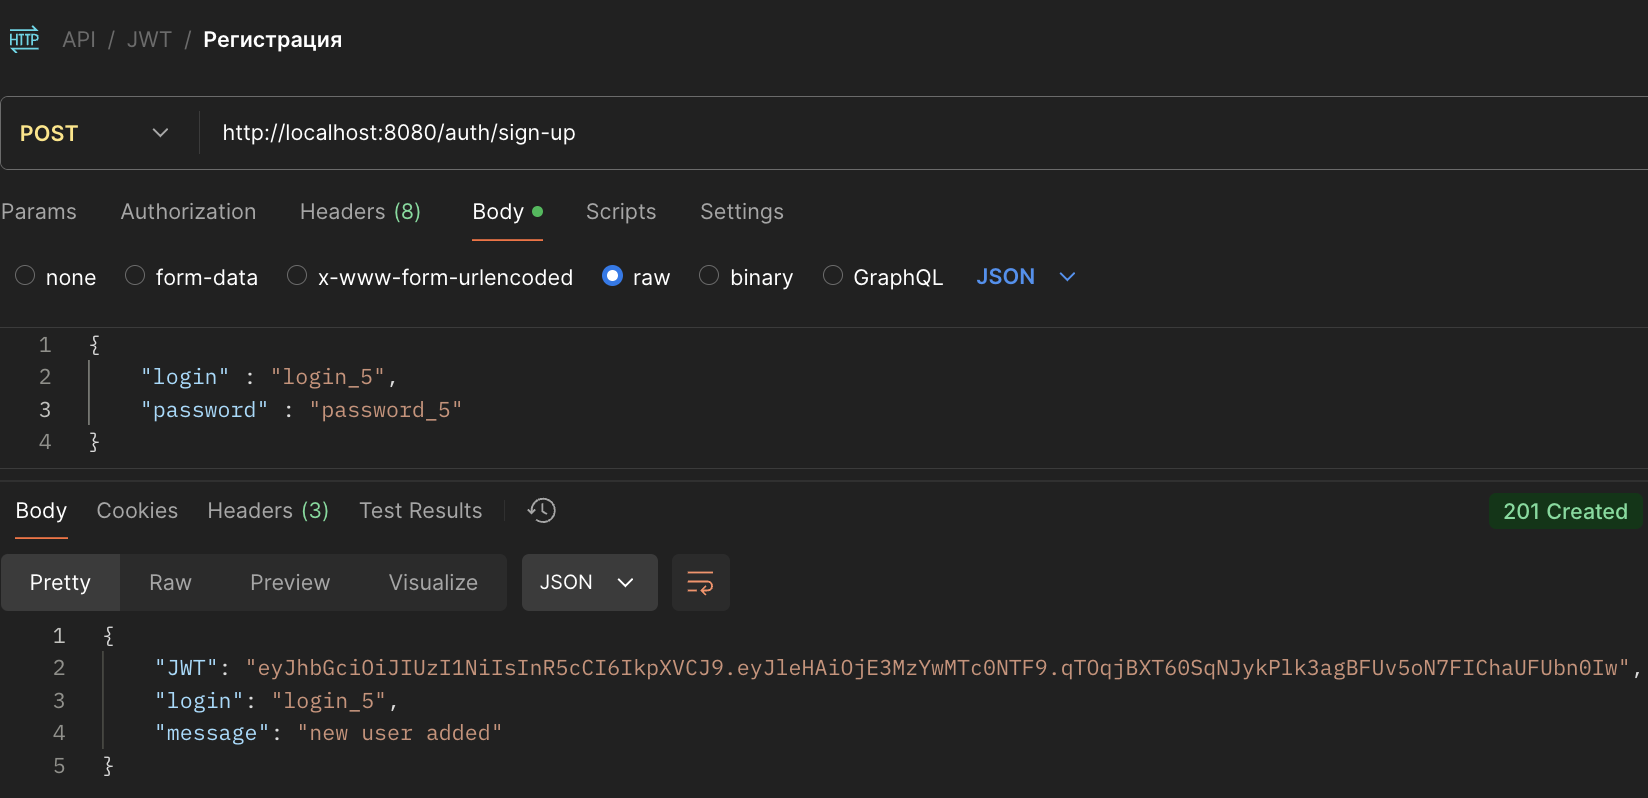 HTTP API / JWT / Регистрация
POST http://localhost:8080/auth/sign-up
Params Authorization Headers (8) Body Scripts Settings
none form-data x-www-form-urlencoded raw binary GraphQL JSON
1 {
2 "login" : "login_5",
3 "password" : "password_5"
4 }
Body Cookies Headers (3) Test Results 201 Created
Pretty Raw Preview Visualize JSON
1 {
2 "JWT": "eyJhbGciOiJIUzI1NiIsInR5cCI6IkpXVCJ9.eyJleHAiOjE3MzYwMTc0NTF9.qTOqjBXT60SqNJykPlk3agBFUv5oN7FIChaUFUbn0Iw",
3 "login": "login_5",
4 "message": "new user added"
5 }